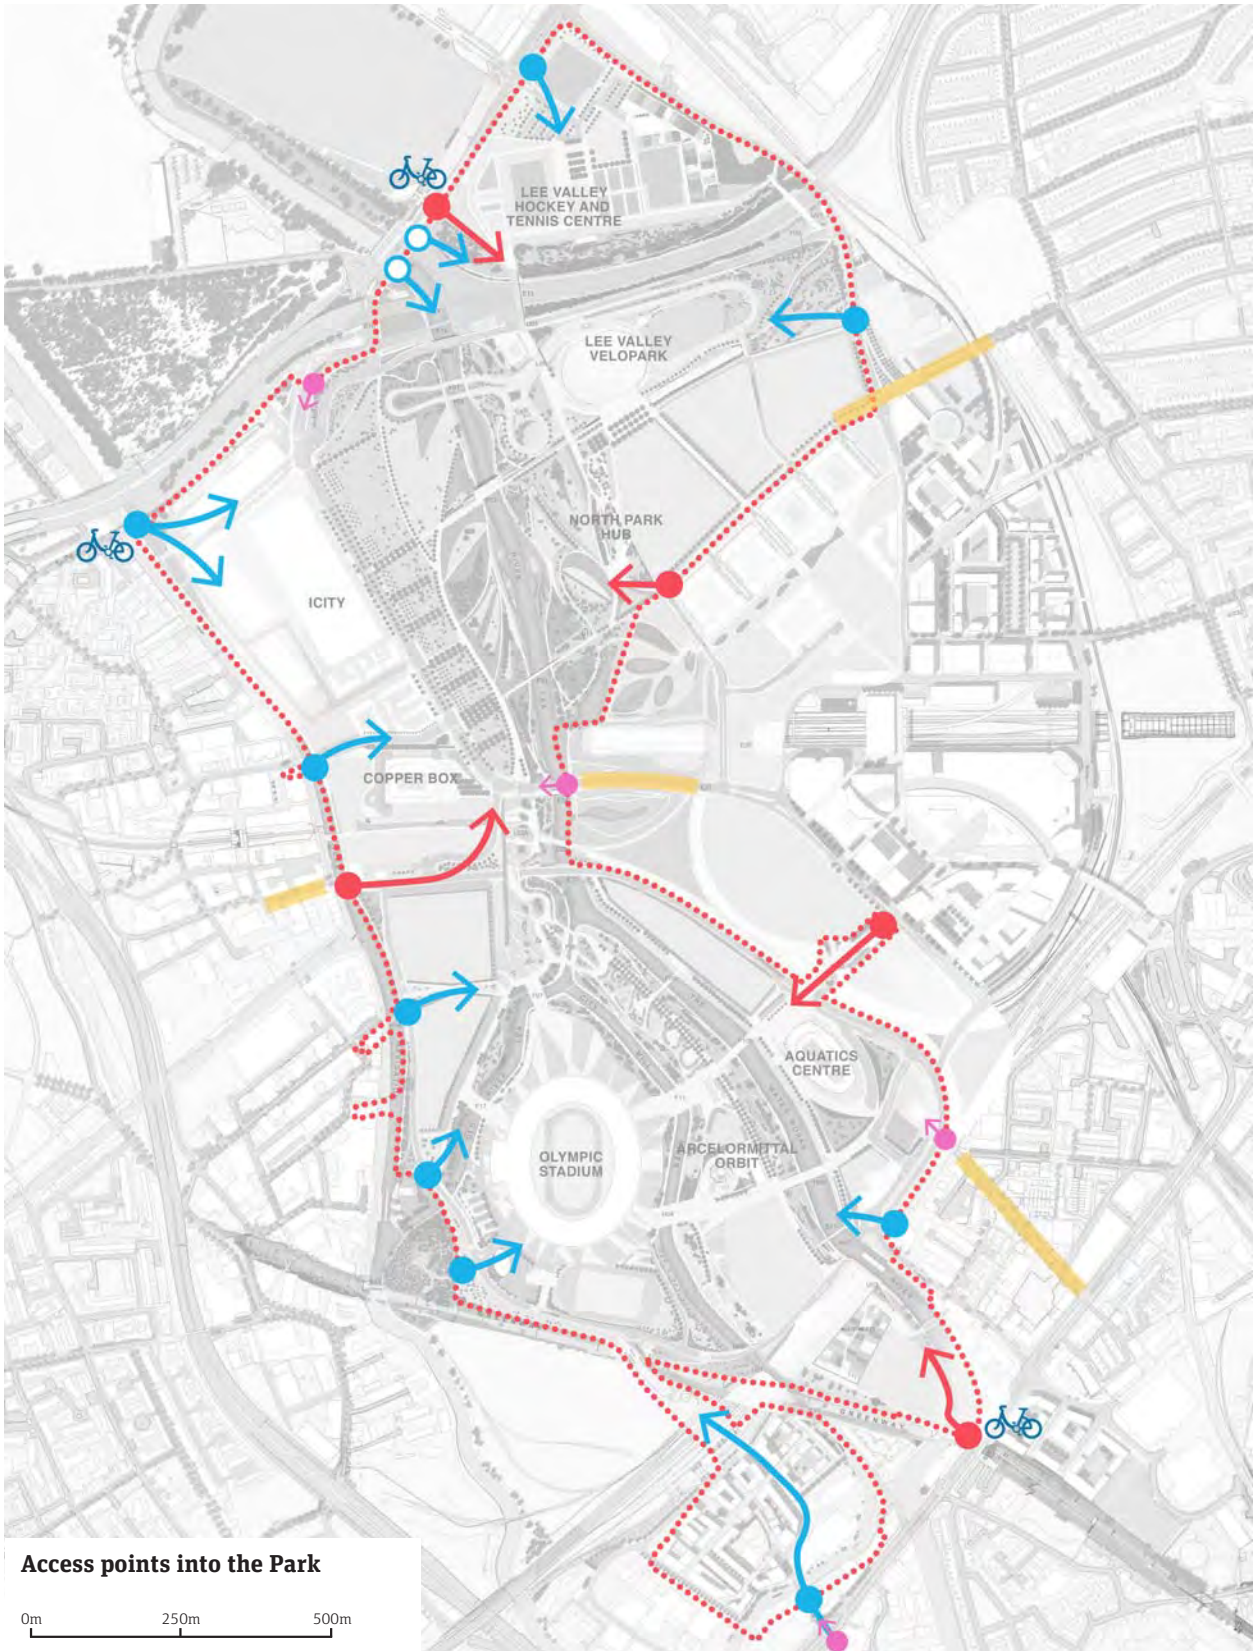 LEE VALLEY
HOCKEY AND
TENNIS CENTRE
LEE VALLEY
VELOPARK
NORTH PARK
HUB
ICITY
COPPER BOX
AQUATICS
CENTRE
OLYMPIC
STADIUM
ARCELORMITTAL
ORBIT
GREENWAY
Access points into the Park
0m 250m 500m